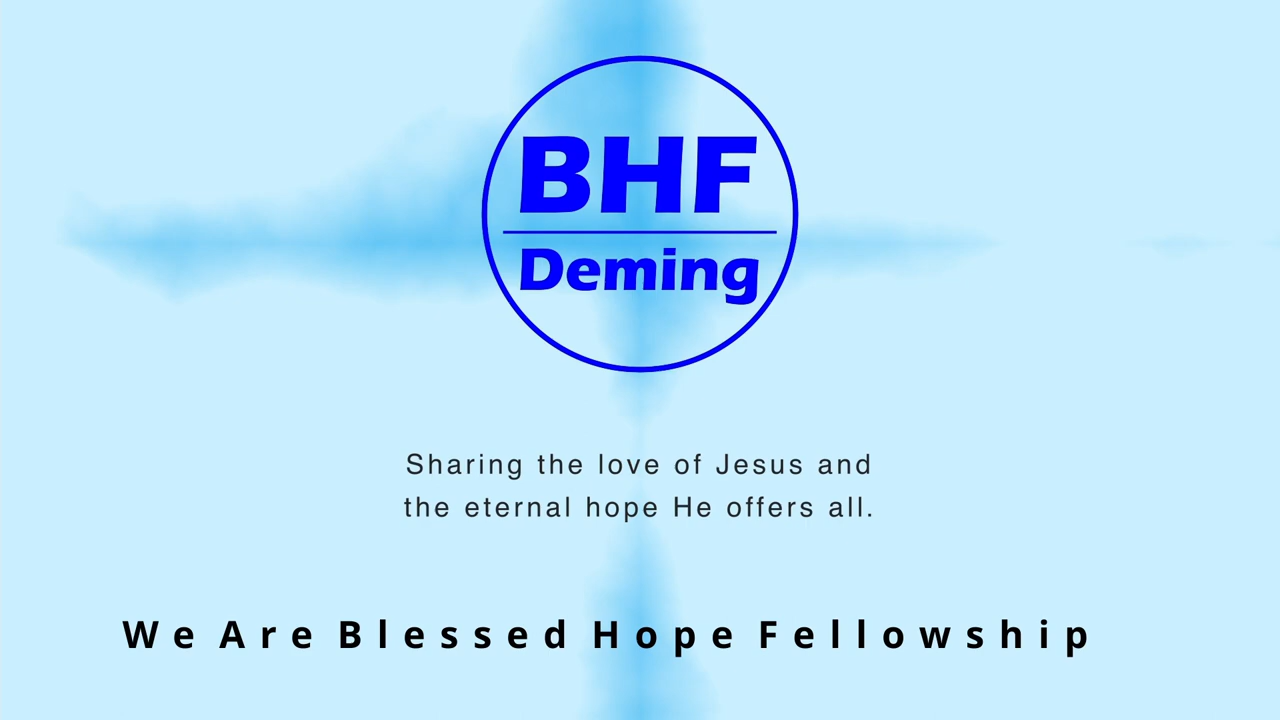 BHF
Deming
Sharing the love of Jesus and
the eternal hope He offers all.
We Are Blessed Hope Fellowship